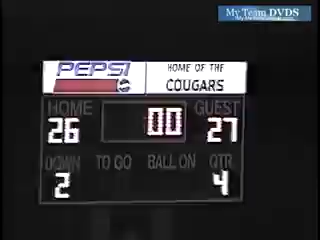 My Team DVDS
PEPSI
HOME OF THE
COUGARS
HOME
GUEST
26
00
27
DOWN
TO GO
BALL ON
QTR
2
4